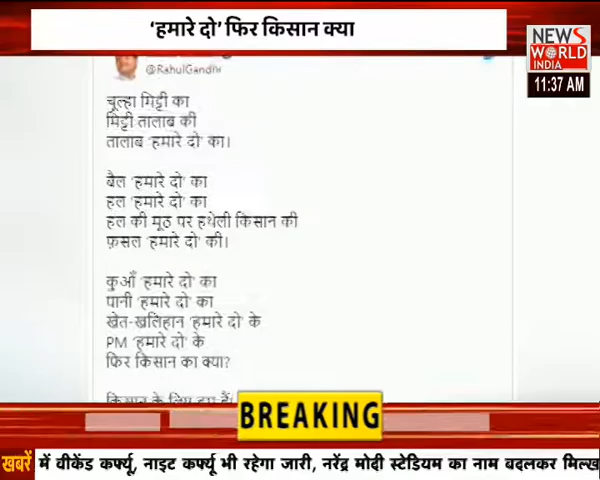 ‘हमारे दो’ फिर किसान क्या
NEWS
WORLD
INDIA
11:37 AM
@RahulGandhi
चूल्हा मिट्टी का
मिट्टी तालाब की
तालाब ‘हमारे दो’ का।
बैल ‘हमारे दो’ का
हल ‘हमारे दो’ का
हल की मूठ पर हथेली किसान की
फ़सल ‘हमारे दो’ की।
कुआँ ‘हमारे दो’ का
पानी ‘हमारे दो’ का
खेत-खलिहान ‘हमारे दो’ के
PM ‘हमारे दो’ के
फिर किसान का क्या?
किसान के लिए हम हैं।
BREAKING
खबरें में वीकेंड कर्फ्यू, नाइट कर्फ्यू भी रहेगा जारी, नरेंद्र मोदी स्टेडियम का नाम बदलकर मिल्ख